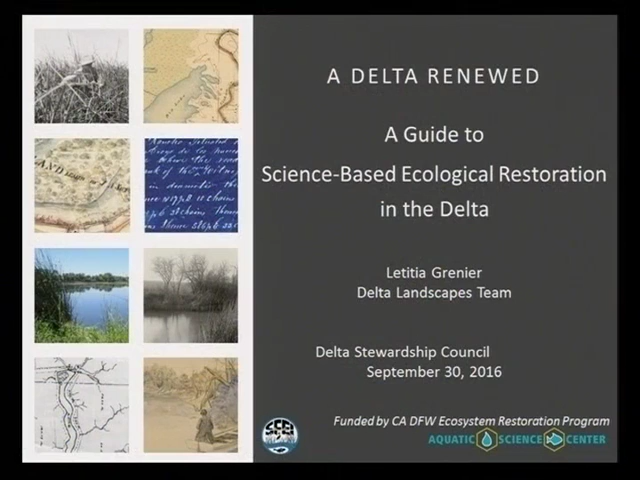 A DELTA RENEWED
A Guide to
Science-Based Ecological Restoration
in the Delta
Letitia Grenier
Delta Landscapes Team
Delta Stewardship Council
September 30, 2016
Funded by CA DFW Ecosystem Restoration Program
AQUATIC SCIENCE CENTER